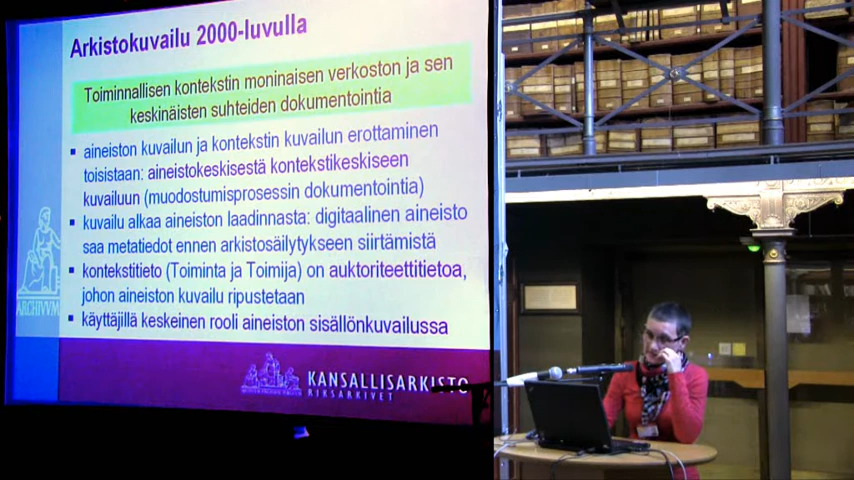 Arkistokuvailu 2000-luvulla
Toiminnallisen kontekstin moninaisen verkoston ja sen
keskinäisten suhteiden dokumentointia
▪ aineiston kuvailun ja kontekstin kuvailun erottaminen
toisistaan: aineistokeskisestä kontekstikeskiseen
kuvailuun (muodostumisprosessin dokumentointia)
▪ kuvailu alkaa aineiston laadinnasta: digitaalinen aineisto
saa metatiedot ennen arkistosäilytykseen siirtämistä
▪ kontekstitieto (Toiminta ja Toimija) on auktoriteettitietoa,
johon aineiston kuvailu ripustetaan
▪ käyttäjillä keskeinen rooli aineiston sisällönkuvailussa
ARCHIVVM
KANSALLISARKISTO
RIKSARKIVET